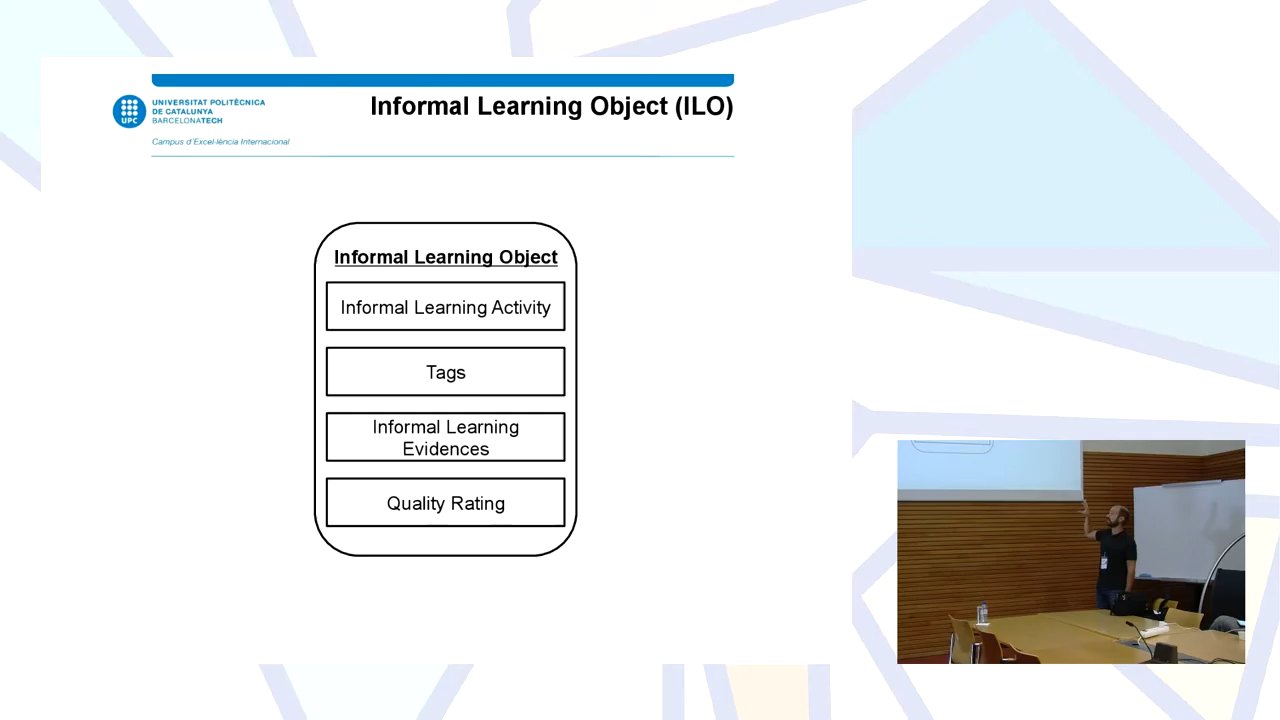 UNIVERSITAT POLITÈCNICA
DE CATALUNYA
BARCELONATECH
UPC
Campus d'Excel·lència Internacional
Informal Learning Object (ILO)
Informal Learning Object
Informal Learning Activity
Tags
Informal Learning
Evidences
Quality Rating